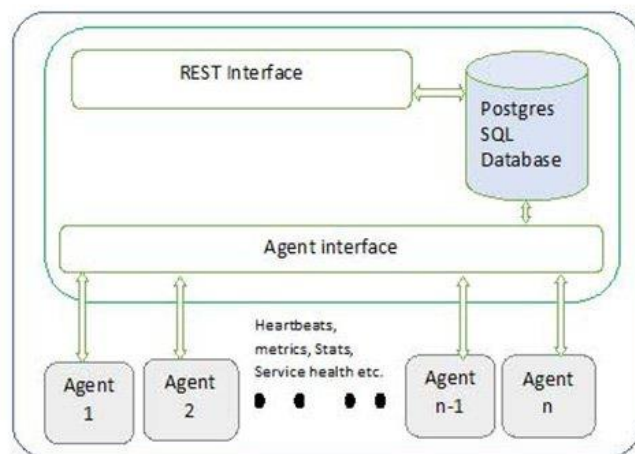 REST Interface
Postgres
SQL
Database
Agent interface
Heartbeats,
metrics, Stats,
Service health etc.
Agent
1
Agent
2
Agent
n-1
Agent
n